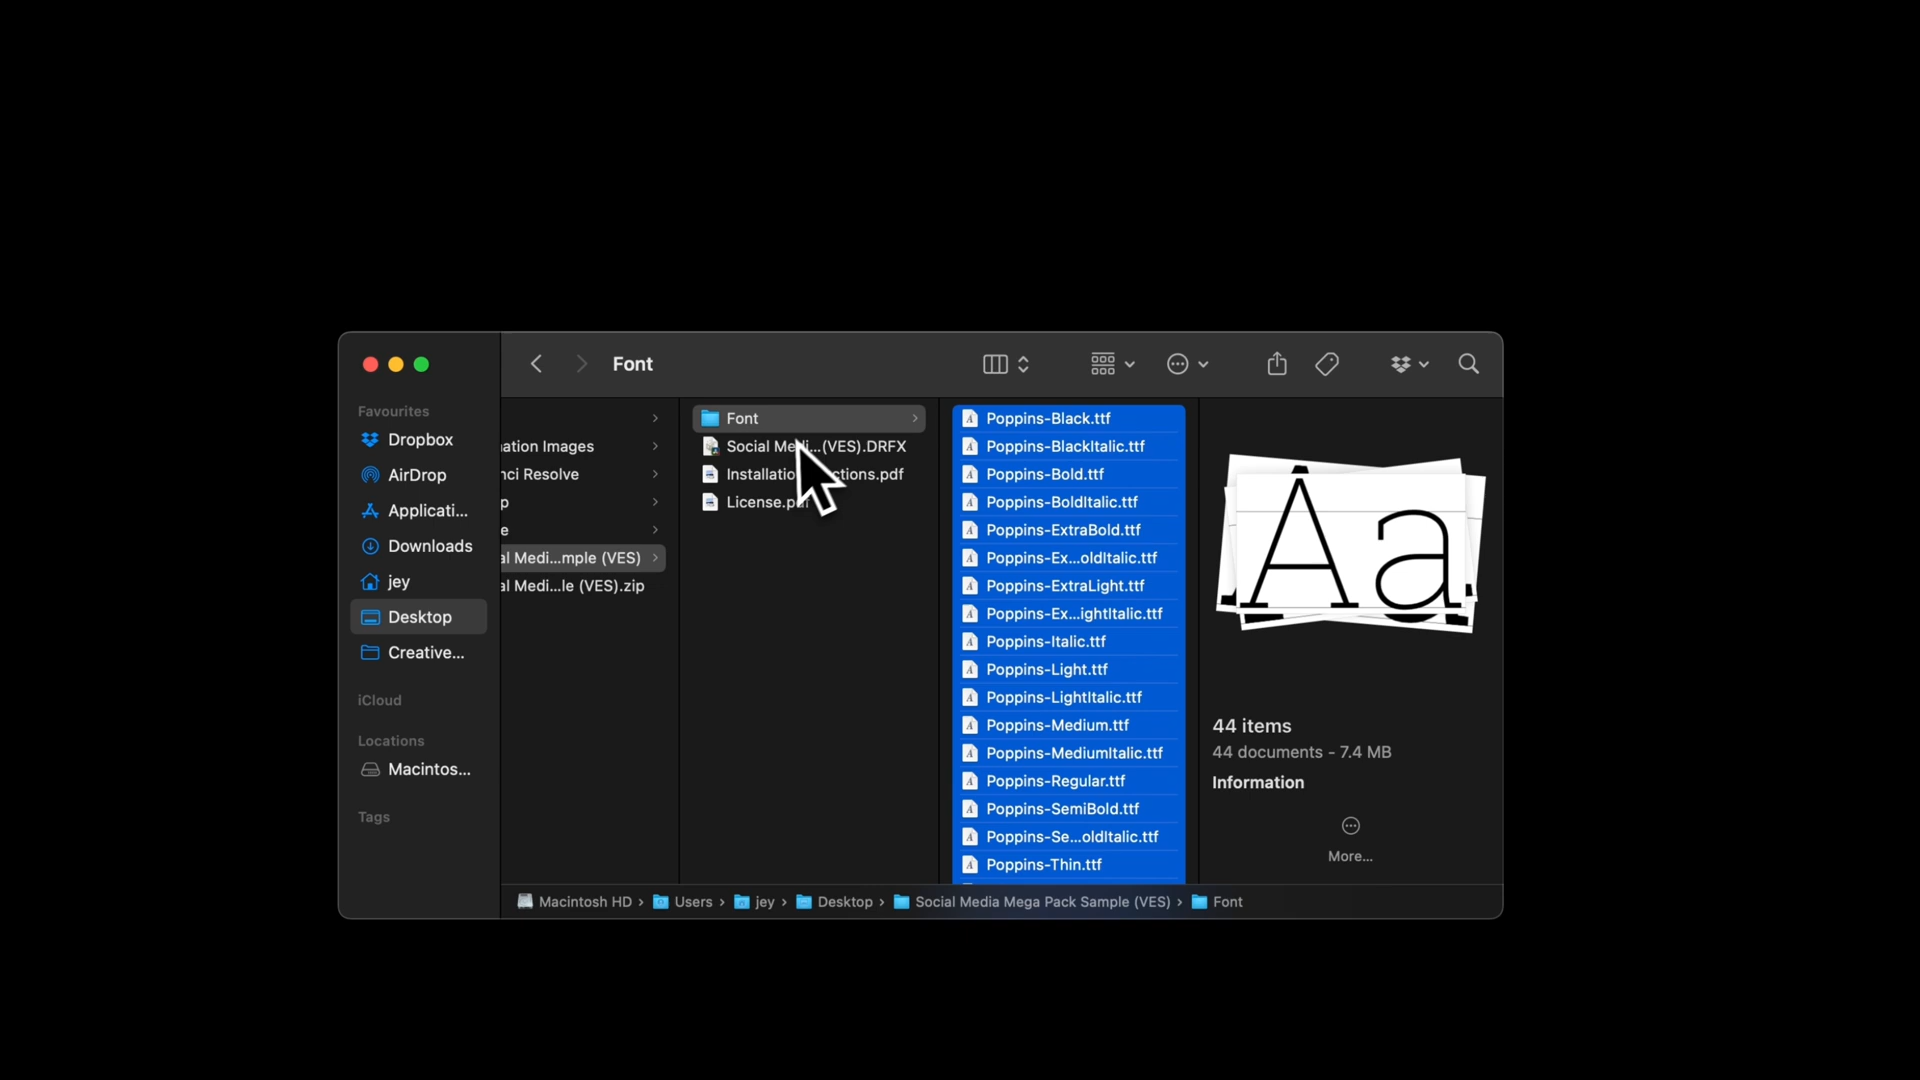 Font
Favourites
Dropbox
AirDrop
Applicati...
Downloads
jey
Desktop
Creative...
iCloud
Locations
Macintos...
Tags
ation Images
nci Resolve
p
e
al Medi...mple (VES)
al Medi...le (VES).zip
Font
Social Medi...(VES).DRFX
Installatio ctions.pdf
License.pdf
Poppins-Black.ttf
Poppins-BlackItalic.ttf
Poppins-Bold.ttf
Poppins-BoldItalic.ttf
Poppins-ExtraBold.ttf
Poppins-Ex...oldItalic.ttf
Poppins-ExtraLight.ttf
Poppins-Ex...ightItalic.ttf
Poppins-Italic.ttf
Poppins-Light.ttf
Poppins-LightItalic.ttf
Poppins-Medium.ttf
Poppins-MediumItalic.ttf
Poppins-Regular.ttf
Poppins-SemiBold.ttf
Poppins-Se...oldItalic.ttf
Poppins-Thin.ttf
Aa
44 items
44 documents - 7.4 MB
Information
More...
Macintosh HD › Users › jey › Desktop › Social Media Mega Pack Sample (VES) › Font